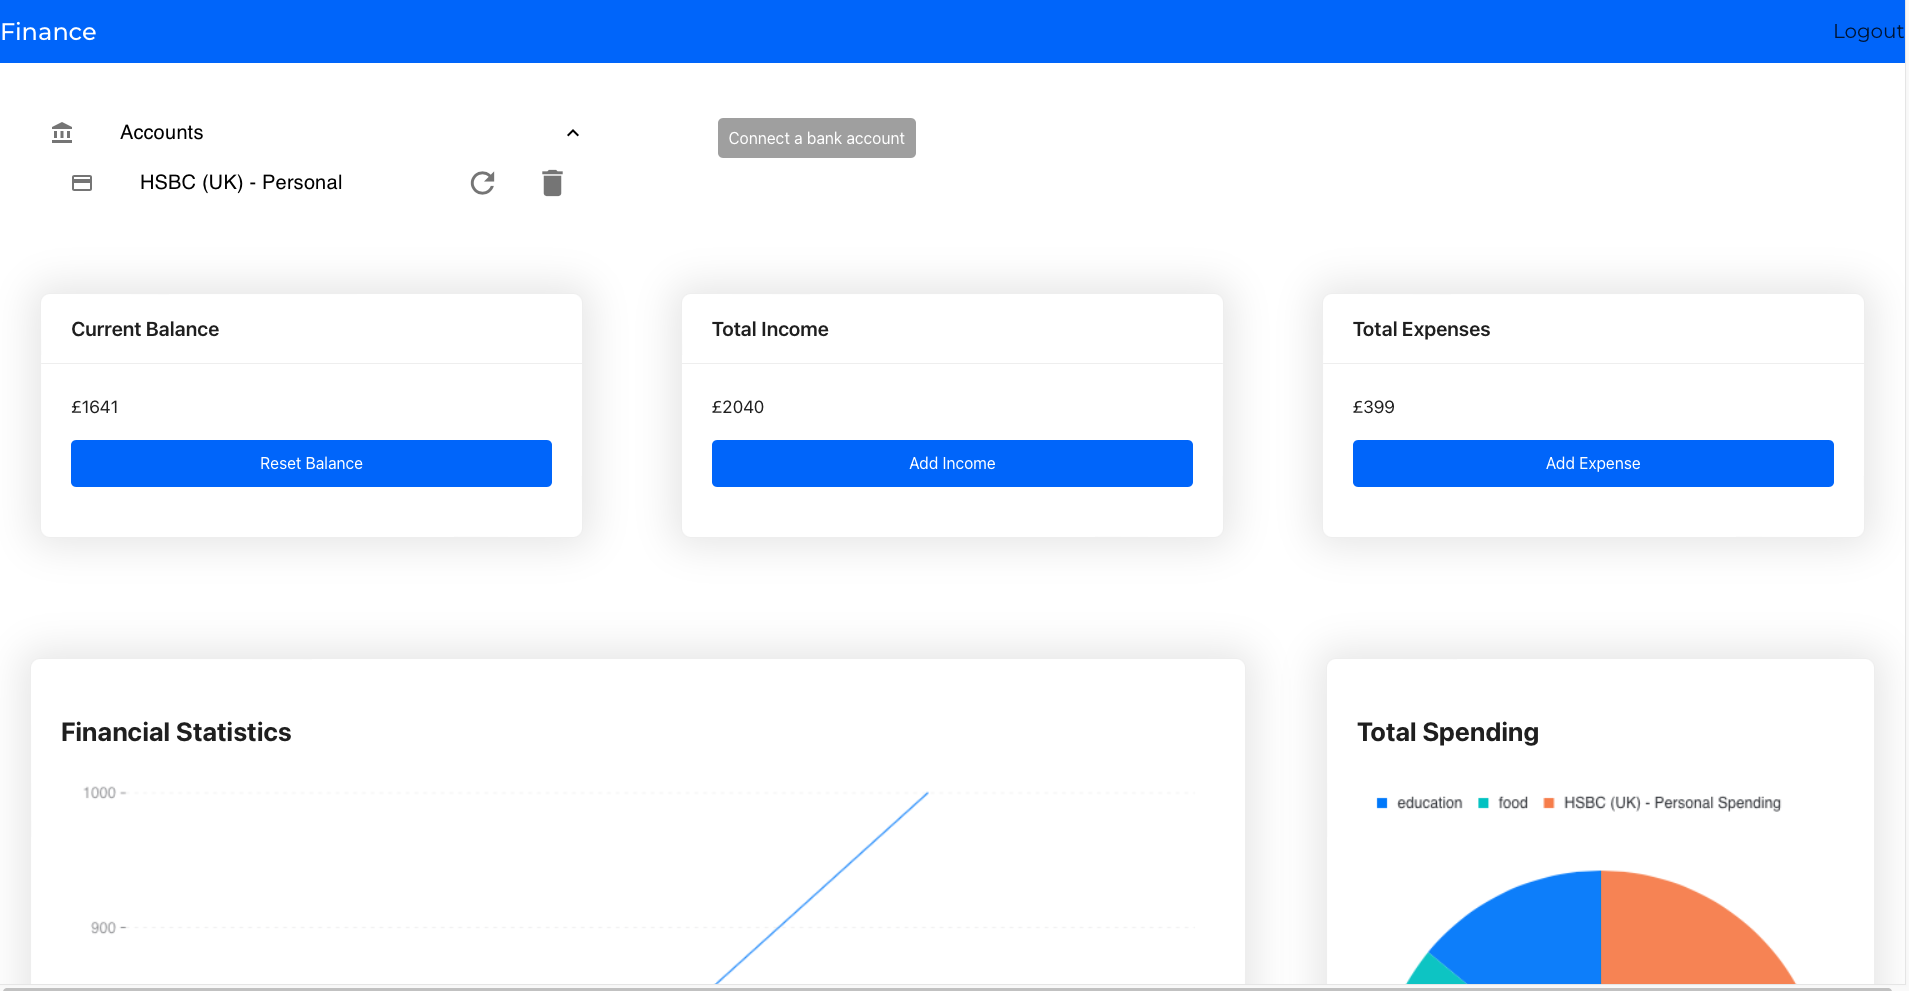 Finance
Logout
Accounts
Connect a bank account
HSBC (UK) - Personal
Current Balance
Total Income
Total Expenses
£1641
£2040
£399
Reset Balance
Add Income
Add Expense
Financial Statistics
Total Spending
1000
education
food
HSBC (UK) - Personal Spending
900